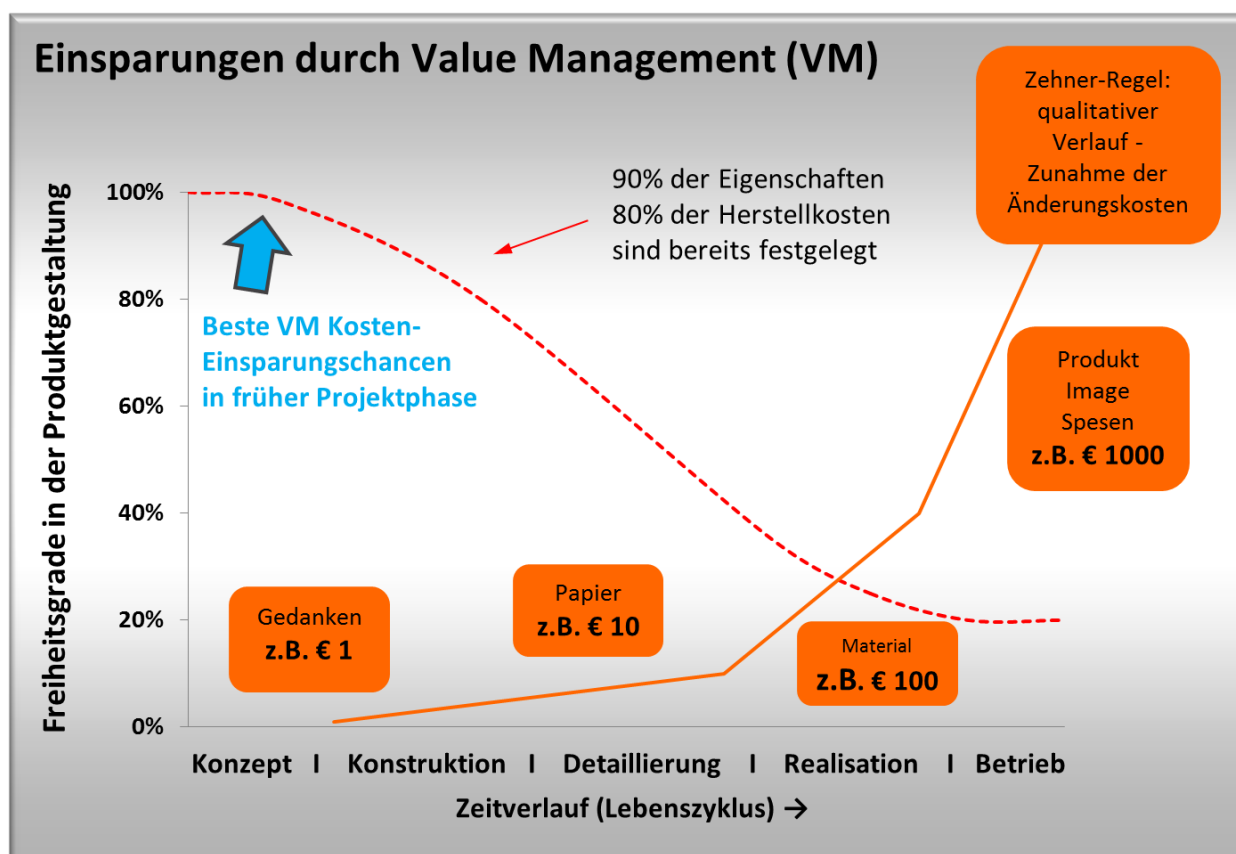 Einsparungen durch Value Management (VM)
Zehner-Regel:
qualitativer
Verlauf -
Zunahme der
Änderungskosten
Freiheitsgrade in der Produktgestaltung
100%
80%
60%
40%
20%
0%
90% der Eigenschaften
80% der Herstellkosten
sind bereits festgelegt
Beste VM Kosten-
Einsparungschancen
in früher Projektphase
Produkt
Image
Spesen
z.B. € 1000
Gedanken
z.B. € 1
Papier
z.B. € 10
Material
z.B. € 100
Konzept I Konstruktion I Detaillierung I Realisation I Betrieb
Zeitverlauf (Lebenszyklus) →